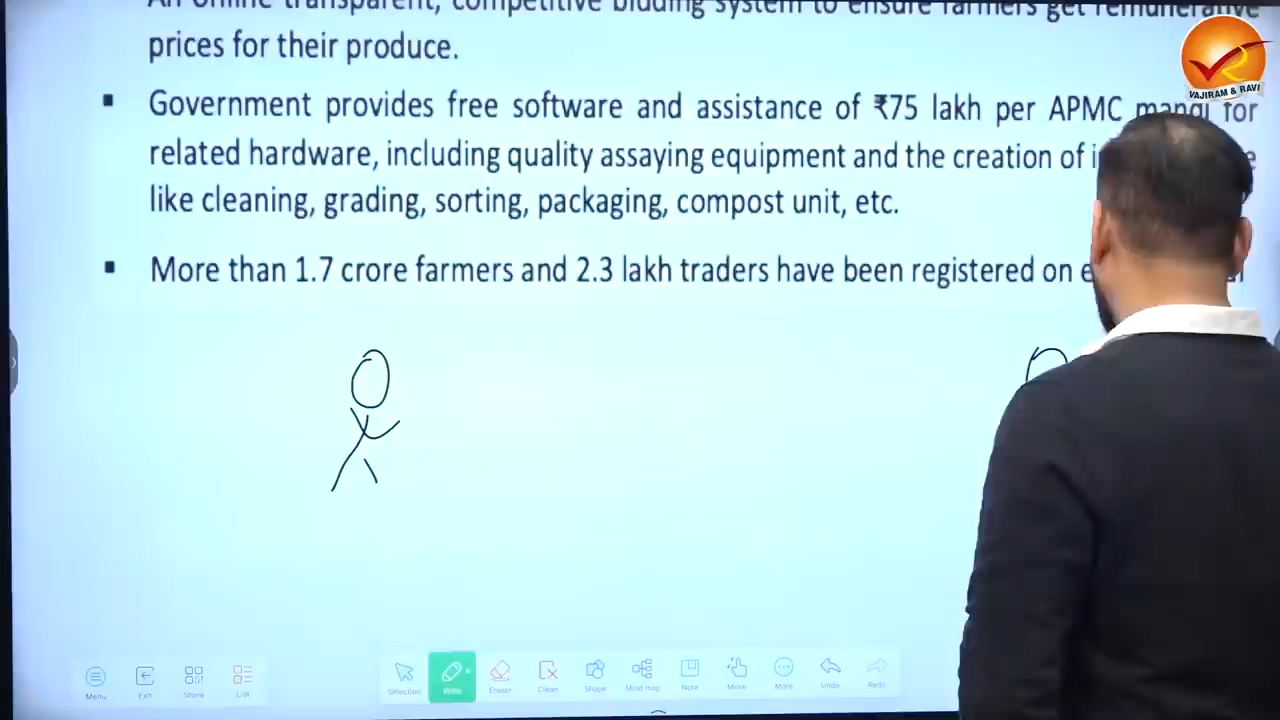 An online transparent, competitive bidding system to ensure farmers get remunerative
prices for their produce.
▪ Government provides free software and assistance of ₹75 lakh per APMC mandi for
related hardware, including quality assaying equipment and the creation of
like cleaning, grading, sorting, packaging, compost unit, etc.
▪ More than 1.7 crore farmers and 2.3 lakh traders have been registered on
VAJIRAM & RAVI
Menu Exit Share List Selection Write Eraser Clean Shape Mind map Note Move More Undo Redo